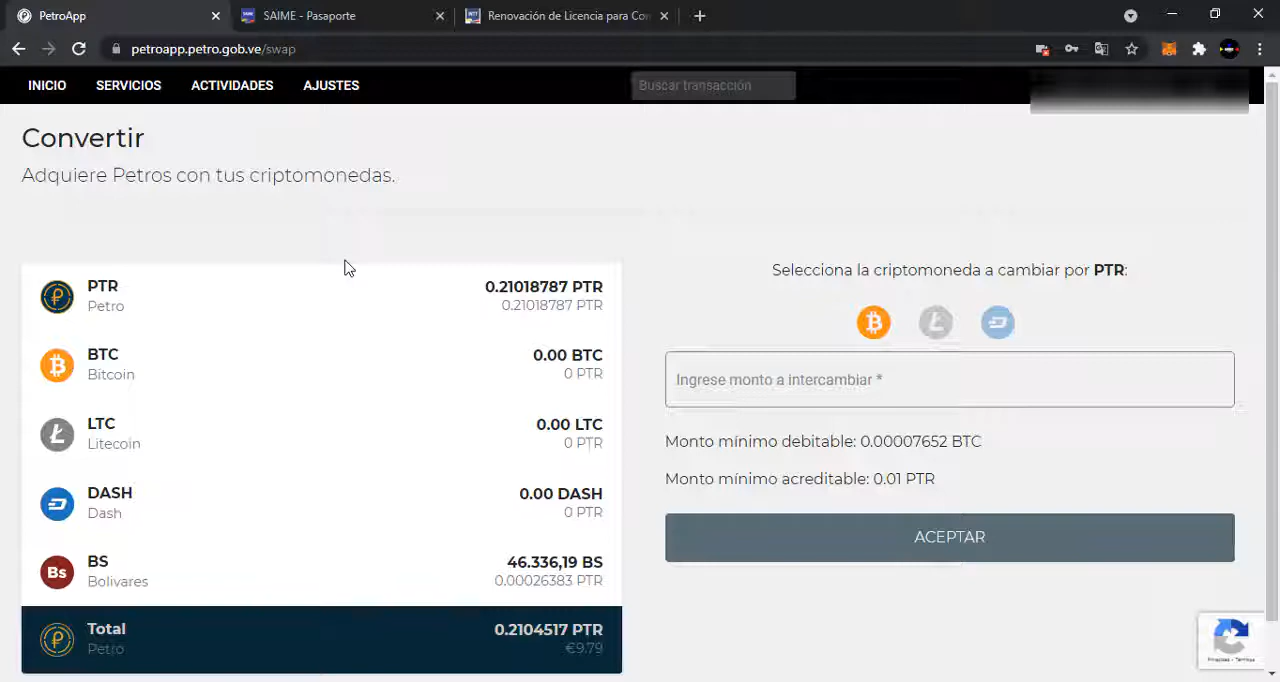 PetroApp
SAIME - Pasaporte
Renovación de Licencia para Con
petroapp.petro.gob.ve/swap
INICIO SERVICIOS ACTIVIDADES AJUSTES
Buscar transacción
Convertir
Adquiere Petros con tus criptomonedas.
PTR 0.21018787 PTR
Petro 0.21018787 PTR
BTC 0.00 BTC
Bitcoin 0 PTR
LTC 0.00 LTC
Litecoin 0 PTR
DASH 0.00 DASH
Dash 0 PTR
Bs
BS 46.336,19 BS
Bolivares 0.00026383 PTR
Total 0.2104517 PTR
Petro €9.79
Selecciona la criptomoneda a cambiar por PTR:
Ingrese monto a intercambiar *
Monto mínimo debitable: 0.00007652 BTC
Monto mínimo acreditable: 0.01 PTR
ACEPTAR